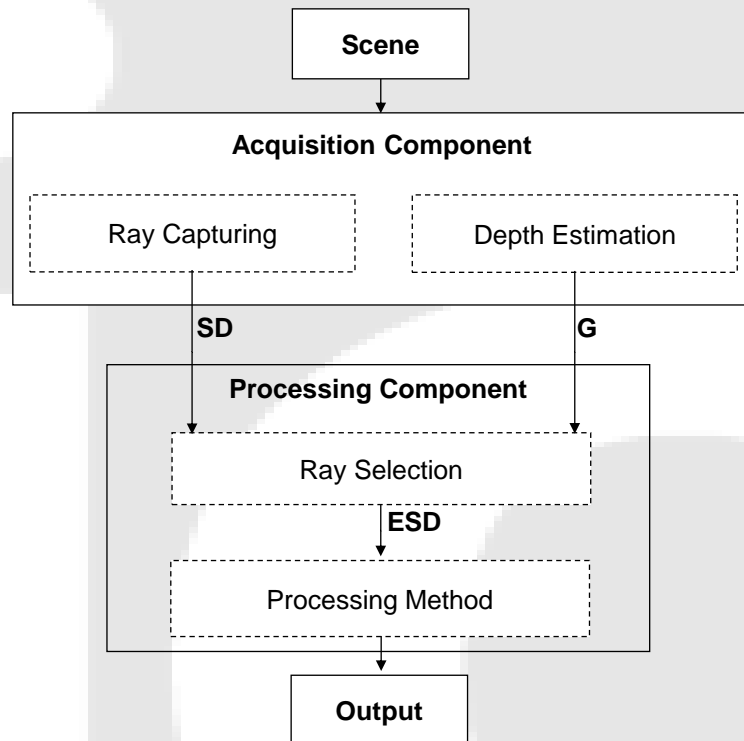 Scene
Acquisition Component
Ray Capturing
Depth Estimation
SD
G
Processing Component
Ray Selection
ESD
Processing Method
Output